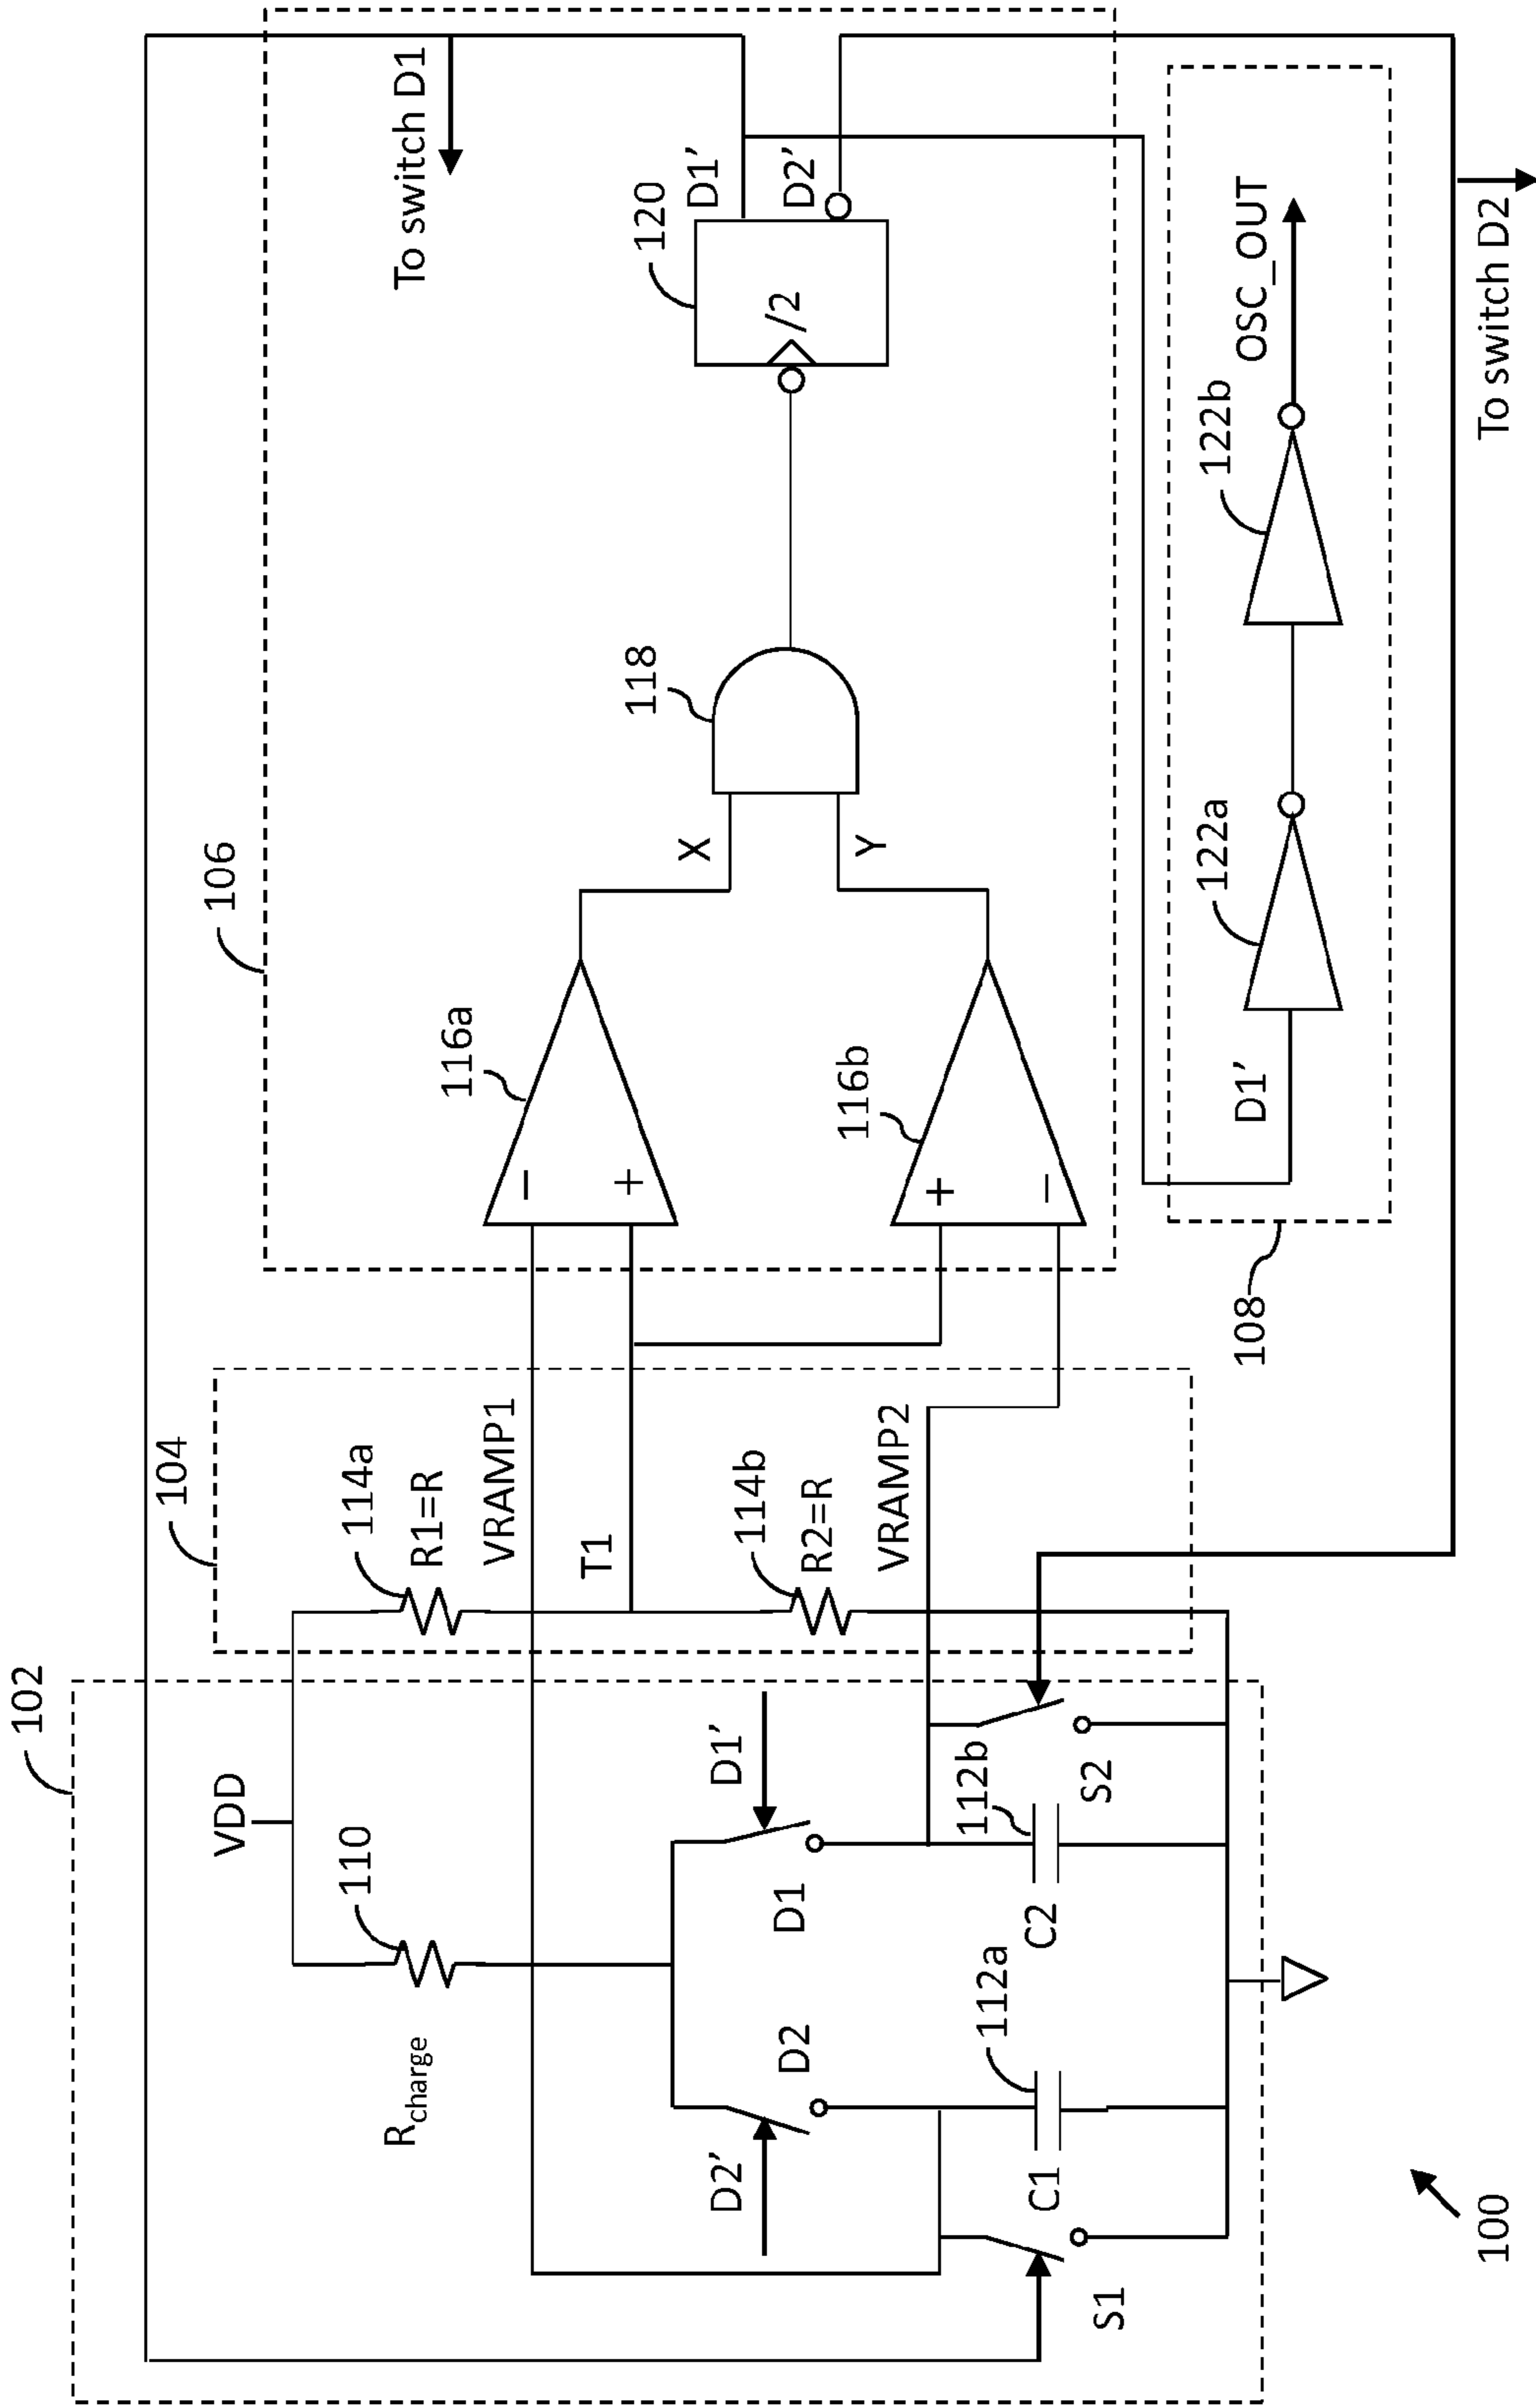 102
104
106
VDD
110
R_charge
114a
R1=R
VRAMP1
T1
114b
R2=R
VRAMP2
D2'
D2
D1
D1'
C1
112a
C2
112b
S1
S2
116a
−
+
116b
+
−
X
Y
118
120
/2
D1'
D2'
To switch D1
108
D1'
122a
122b
OSC_OUT
To switch D2
100